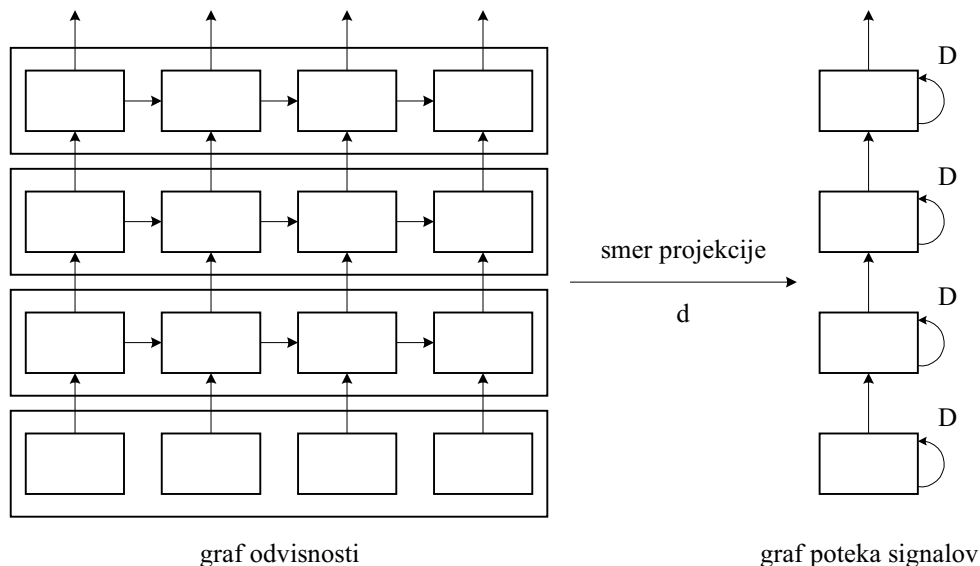 D
D
smer projekcije
d
D
D
graf odvisnosti
graf poteka signalov